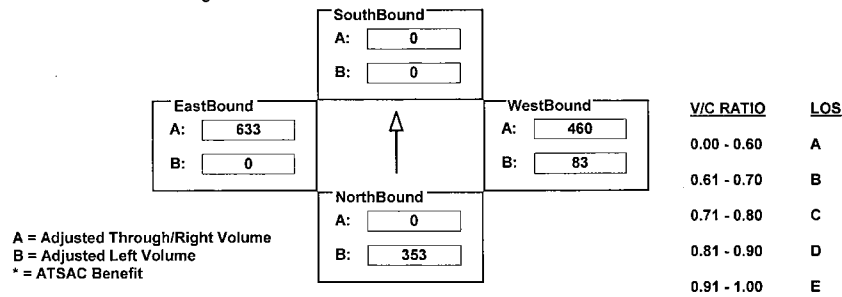 SouthBound
A: 0
B: 0
EastBound
A: 633
B: 0
WestBound
A: 460
B: 83
NorthBound
A: 0
B: 353
A = Adjusted Through/Right Volume
B = Adjusted Left Volume
* = ATSAC Benefit
V/C RATIO LOS
0.00 - 0.60 A
0.61 - 0.70 B
0.71 - 0.80 C
0.81 - 0.90 D
0.91 - 1.00 E